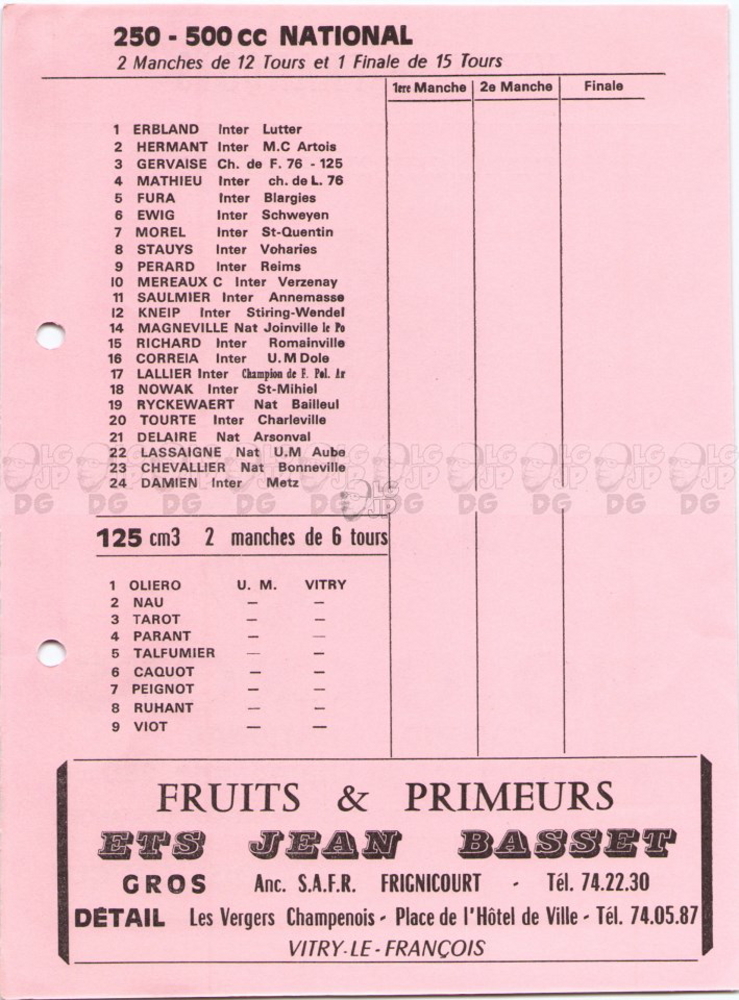 250 - 500 cc NATIONAL
2 Manches de 12 Tours et 1 Finale de 15 Tours
1ere Manche 2e Manche Finale
1 ERBLAND Inter Lutter
2 HERMANT Inter M.C Artois
3 GERVAISE Ch. de F. 76 - 125
4 MATHIEU Inter ch. de L. 76
5 FURA Inter Blargies
6 EWIG Inter Schweyen
7 MOREL Inter St-Quentin
8 STAUYS Inter Voharies
9 PERARD Inter Reims
10 MEREAUX C Inter Verzenay
11 SAULMIER Inter Annemasse
12 KNEIP Inter Stiring-Wendel
14 MAGNEVILLE Nat Joinville le Po
15 RICHARD Inter Romainville
16 CORREIA Inter U.M Dole
17 LALLIER Inter Champion de F. Pol. Ar
18 NOWAK Inter St-Mihiel
19 RYCKEWAERT Nat Bailleul
20 TOURTE Inter Charleville
21 DELAIRE Nat Arsonval
22 LASSAIGNE Nat U.M Aube
23 CHEVALLIER Nat Bonneville
24 DAMIEN Inter Metz
125 cm3 2 manches de 6 tours
1 OLIERO U. M. VITRY
2 NAU — —
3 TAROT — —
4 PARANT — —
5 TALFUMIER — —
6 CAQUOT — —
7 PEIGNOT — —
8 RUHANT — —
9 VIOT — —
FRUITS & PRIMEURS
ETS JEAN BASSET
GROS Anc. S.A.F.R. FRIGNICOURT - Tél. 74.22.30
DÉTAIL Les Vergers Champenois - Place de l'Hôtel de Ville - Tél. 74.05.87
VITRY-LE-FRANÇOIS